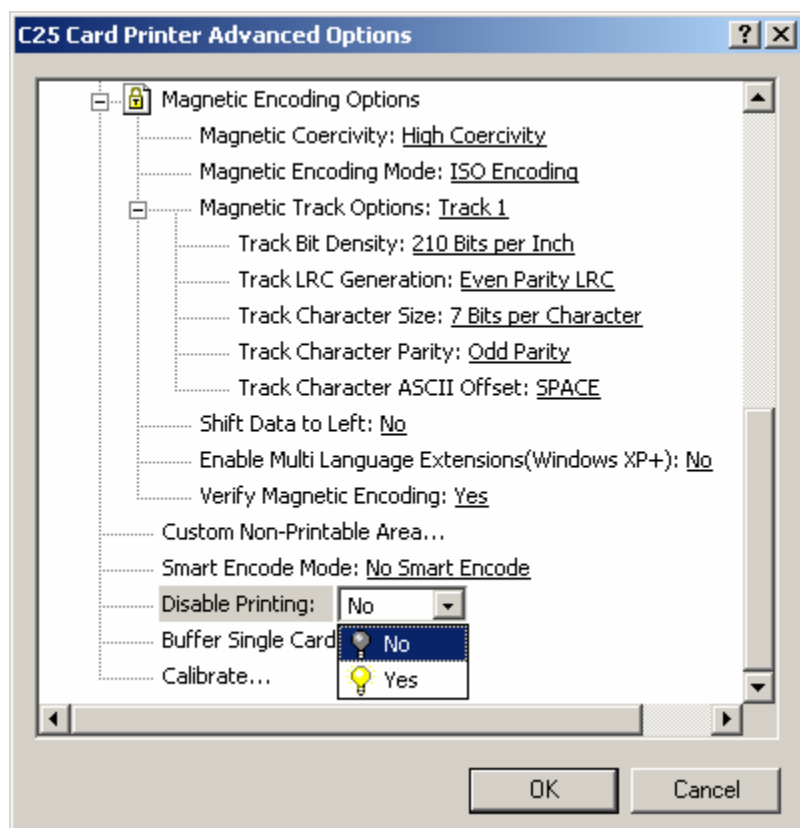 C25 Card Printer Advanced Options
Magnetic Encoding Options
Magnetic Coercivity: High Coercivity
Magnetic Encoding Mode: ISO Encoding
Magnetic Track Options: Track 1
Track Bit Density: 210 Bits per Inch
Track LRC Generation: Even Parity LRC
Track Character Size: 7 Bits per Character
Track Character Parity: Odd Parity
Track Character ASCII Offset: SPACE
Shift Data to Left: No
Enable Multi Language Extensions(Windows XP+): No
Verify Magnetic Encoding: Yes
Custom Non-Printable Area...
Smart Encode Mode: No Smart Encode
Disable Printing: No
Buffer Single Card No
Calibrate... Yes
OK Cancel